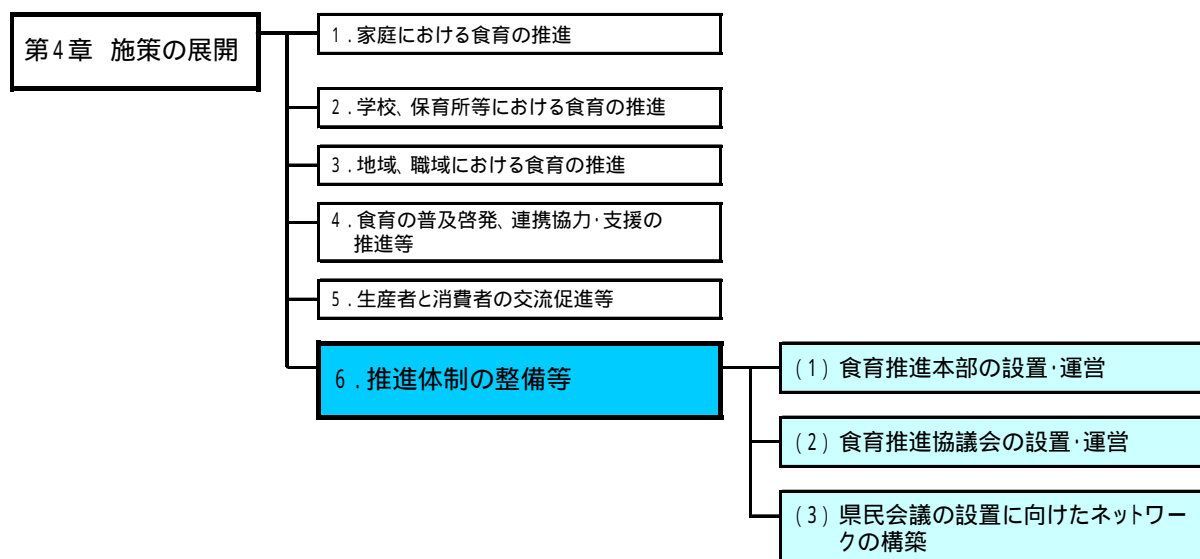 第4章 施策の展開
1．家庭における食育の推進
2．学校、保育所等における食育の推進
3．地域、職域における食育の推進
4．食育の普及啓発、連携協力・支援の
推進等
5．生産者と消費者の交流促進等
6．推進体制の整備等
(1) 食育推進本部の設置・運営
(2) 食育推進協議会の設置・運営
(3) 県民会議の設置に向けたネットワー
クの構築